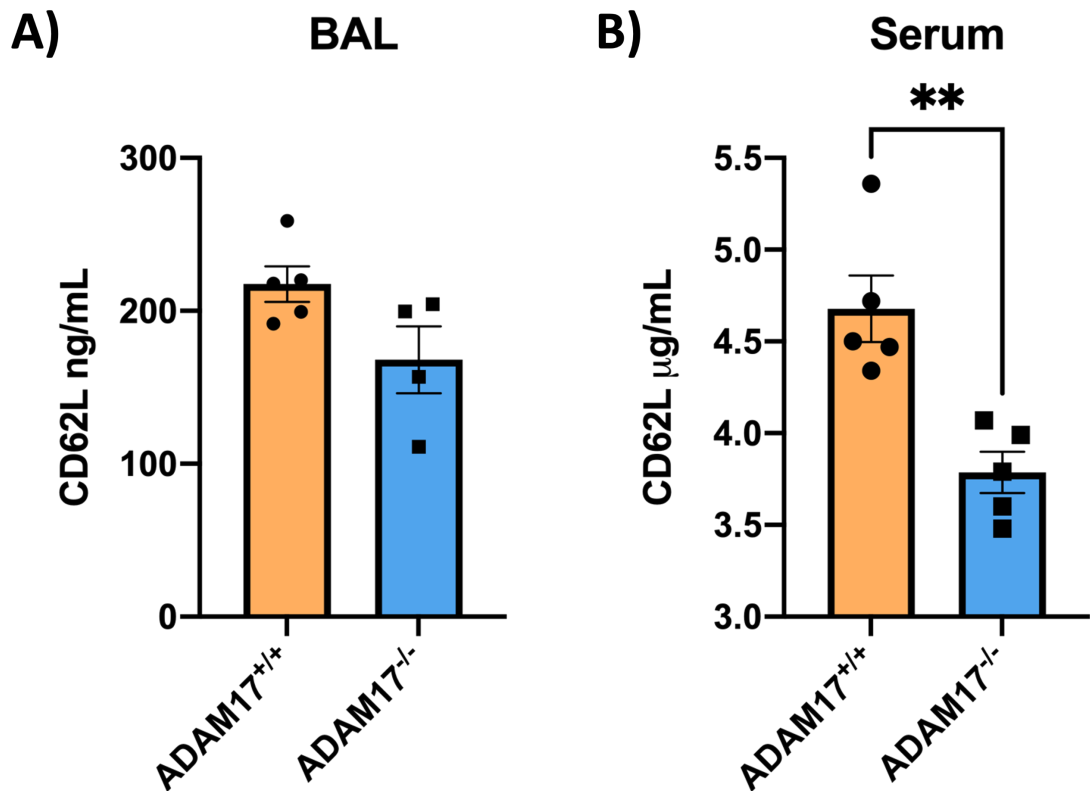 A)
BAL
CD62L ng/mL
300
200
100
0
ADAM17+/+
ADAM17-/-
B)
Serum
**
CD62L µg/mL
5.5
5.0
4.5
4.0
3.5
3.0
ADAM17+/+
ADAM17-/-